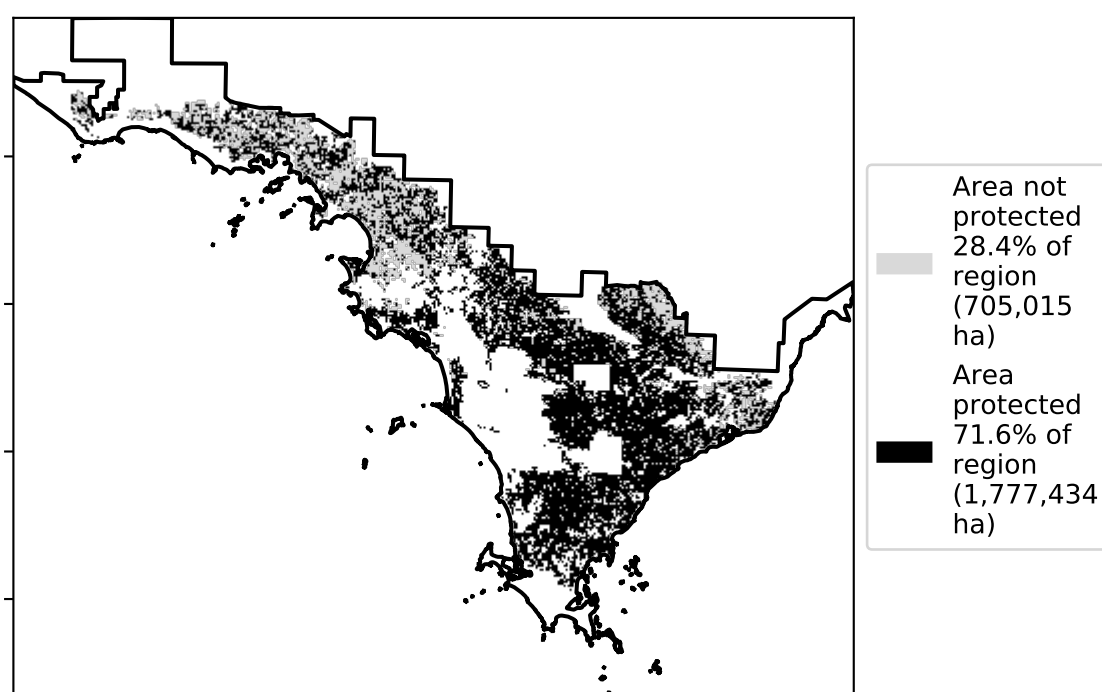 Area not
protected
28.4% of
region
(705,015
ha)
Area
protected
71.6% of
region
(1,777,434
ha)